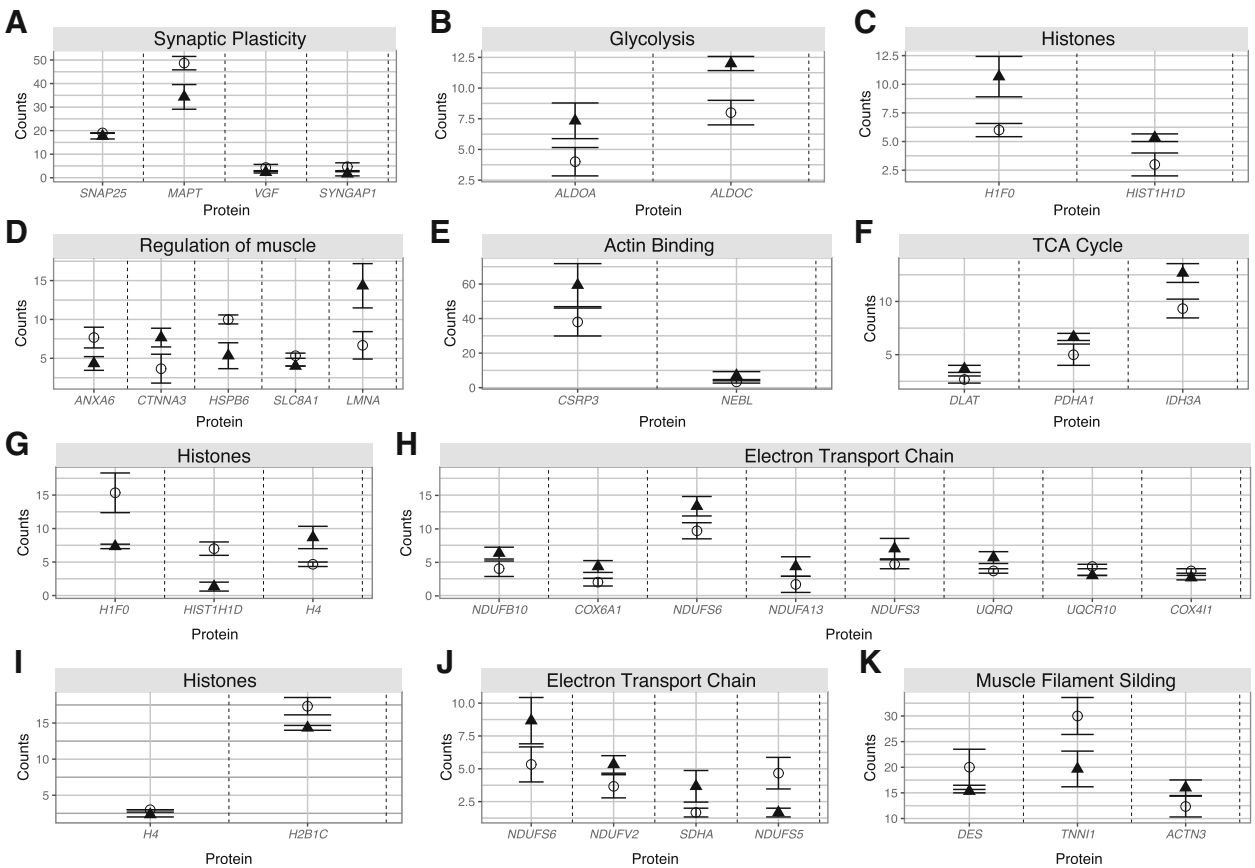 A
Synaptic Plasticity
Counts
50
40
30
20
10
0
SNAP25 MAPT VGF SYNGAP1
Protein
B
Glycolysis
Counts
12.5
10.0
7.5
5.0
2.5
ALDOA ALDOC
Protein
C
Histones
Counts
12.5
10.0
7.5
5.0
2.5
H1F0 HIST1H1D
Protein
D
Regulation of muscle
Counts
15
10
5
ANXA6 CTNNA3 HSPB6 SLC8A1 LMNA
Protein
E
Actin Binding
Counts
60
40
20
0
CSRP3 NEBL
Protein
F
TCA Cycle
Counts
10
5
DLAT PDHA1 IDH3A
Protein
G
Histones
Counts
15
10
5
0
H1F0 HIST1H1D H4
Protein
H
Electron Transport Chain
Counts
15
10
5
0
NDUFB10 COX6A1 NDUFS6 NDUFA13 NDUFS3 UQRQ UQCR10 COX4I1
Protein
I
Histones
Counts
15
5
H4 H2B1C
Protein
J
Electron Transport Chain
Counts
10.0
7.5
5.0
2.5
NDUFS6 NDUFV2 SDHA NDUFS5
Protein
K
Muscle Filament Silding
Counts
30
25
20
15
10
DES TNNI1 ACTN3
Protein